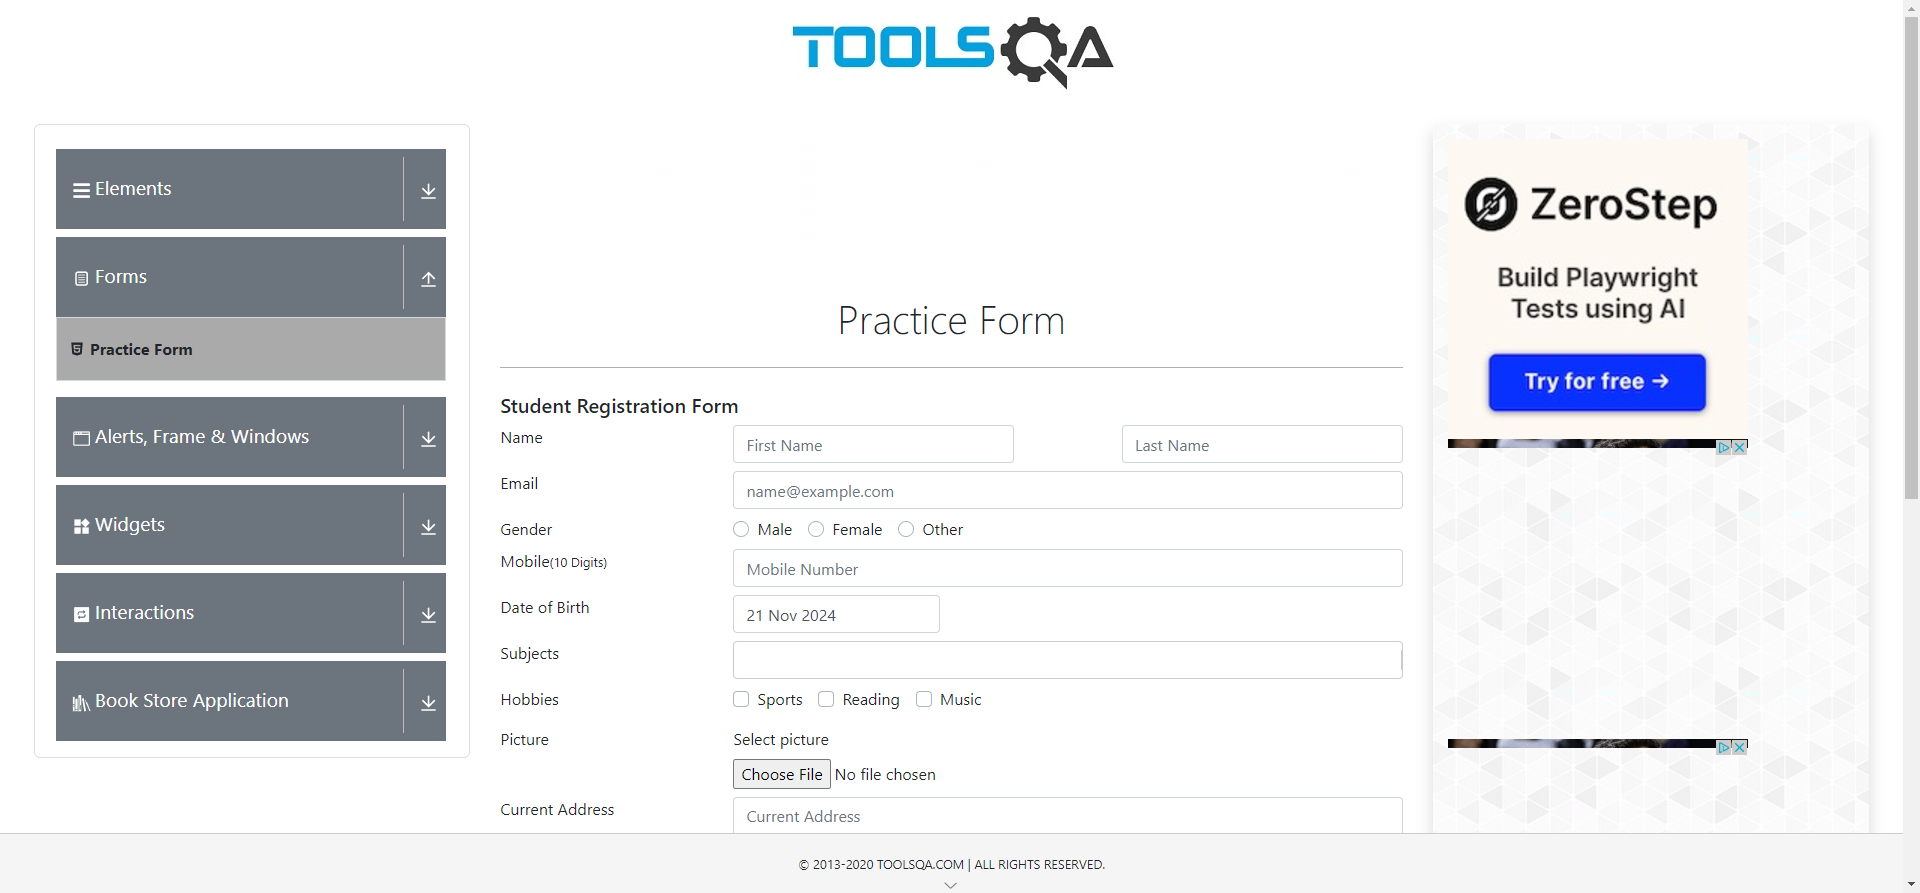 TOOLSQA
Elements
Forms
Practice Form
Alerts, Frame & Windows
Widgets
Interactions
Book Store Application
Practice Form
Student Registration Form
Name
First Name
Last Name
Email
name@example.com
Gender
Male
Female
Other
Mobile(10 Digits)
Mobile Number
Date of Birth
21 Nov 2024
Subjects
Hobbies
Sports
Reading
Music
Picture
Select picture
Choose File No file chosen
Current Address
Current Address
ZeroStep
Build Playwright
Tests using AI
Try for free →
© 2013-2020 TOOLSQA.COM | ALL RIGHTS RESERVED.